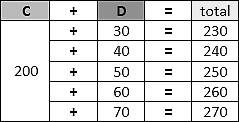 C + D = total
+ 30 = 230
+ 40 = 240
200 + 50 = 250
+ 60 = 260
+ 70 = 270